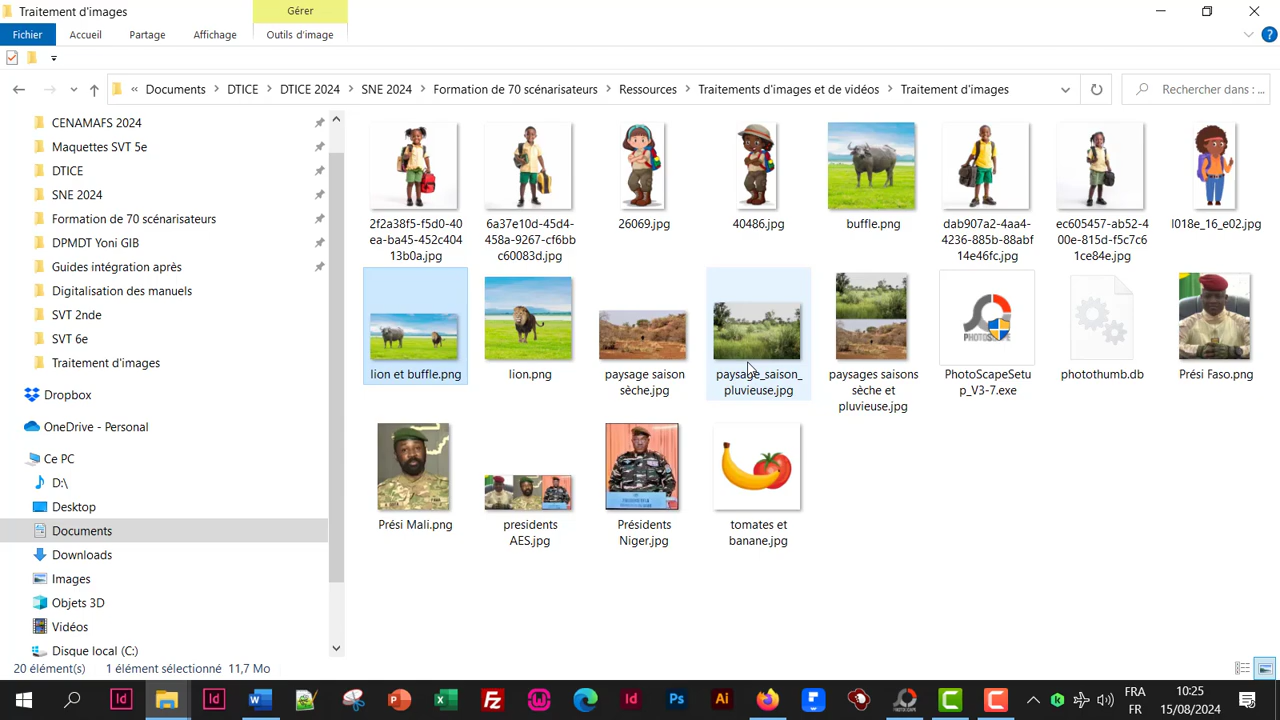 Traitement d'images
Gérer
Fichier
Accueil
Partage
Affichage
Outils d'image
« Documents > DTICE > DTICE 2024 > SNE 2024 > Formation de 70 scénarisateurs > Ressources > Traitements d'images et de vidéos > Traitement d'images
Rechercher dans : ...
CENAMAFS 2024
Maquettes SVT 5e
DTICE
SNE 2024
Formation de 70 scénarisateurs
DPMDT Yoni GIB
Guides intégration après
Digitalisation des manuels
SVT 2nde
SVT 6e
Traitement d'images
Dropbox
OneDrive - Personal
Ce PC
D:\
Desktop
Documents
Downloads
Images
Objets 3D
Vidéos
Disque local (C:)
2f2a38f5-f5d0-40
ea-ba45-452c404
13b0a.jpg
6a37e10d-45d4-
458a-9267-cf6bb
c60083d.jpg
26069.jpg
40486.jpg
buffle.png
dab907a2-4aa4-
4236-885b-88abf
14e46fc.jpg
ec605457-ab52-4
00e-815d-f5c7c6
1ce84e.jpg
l018e_16_e02.jpg
lion et buffle.png
lion.png
paysage saison
sèche.jpg
paysage_saison_
pluvieuse.jpg
paysages saisons
sèche et
pluvieuse.jpg
PHOTOSCAPE
PhotoScapeSetu
p_V3-7.exe
photothumb.db
Prési Faso.png
Prési Mali.png
presidents
AES.jpg
Présidents
Niger.jpg
tomates et
banane.jpg
20 élément(s)
1 élément sélectionné 11,7 Mo
FRA
FR
10:25
15/08/2024